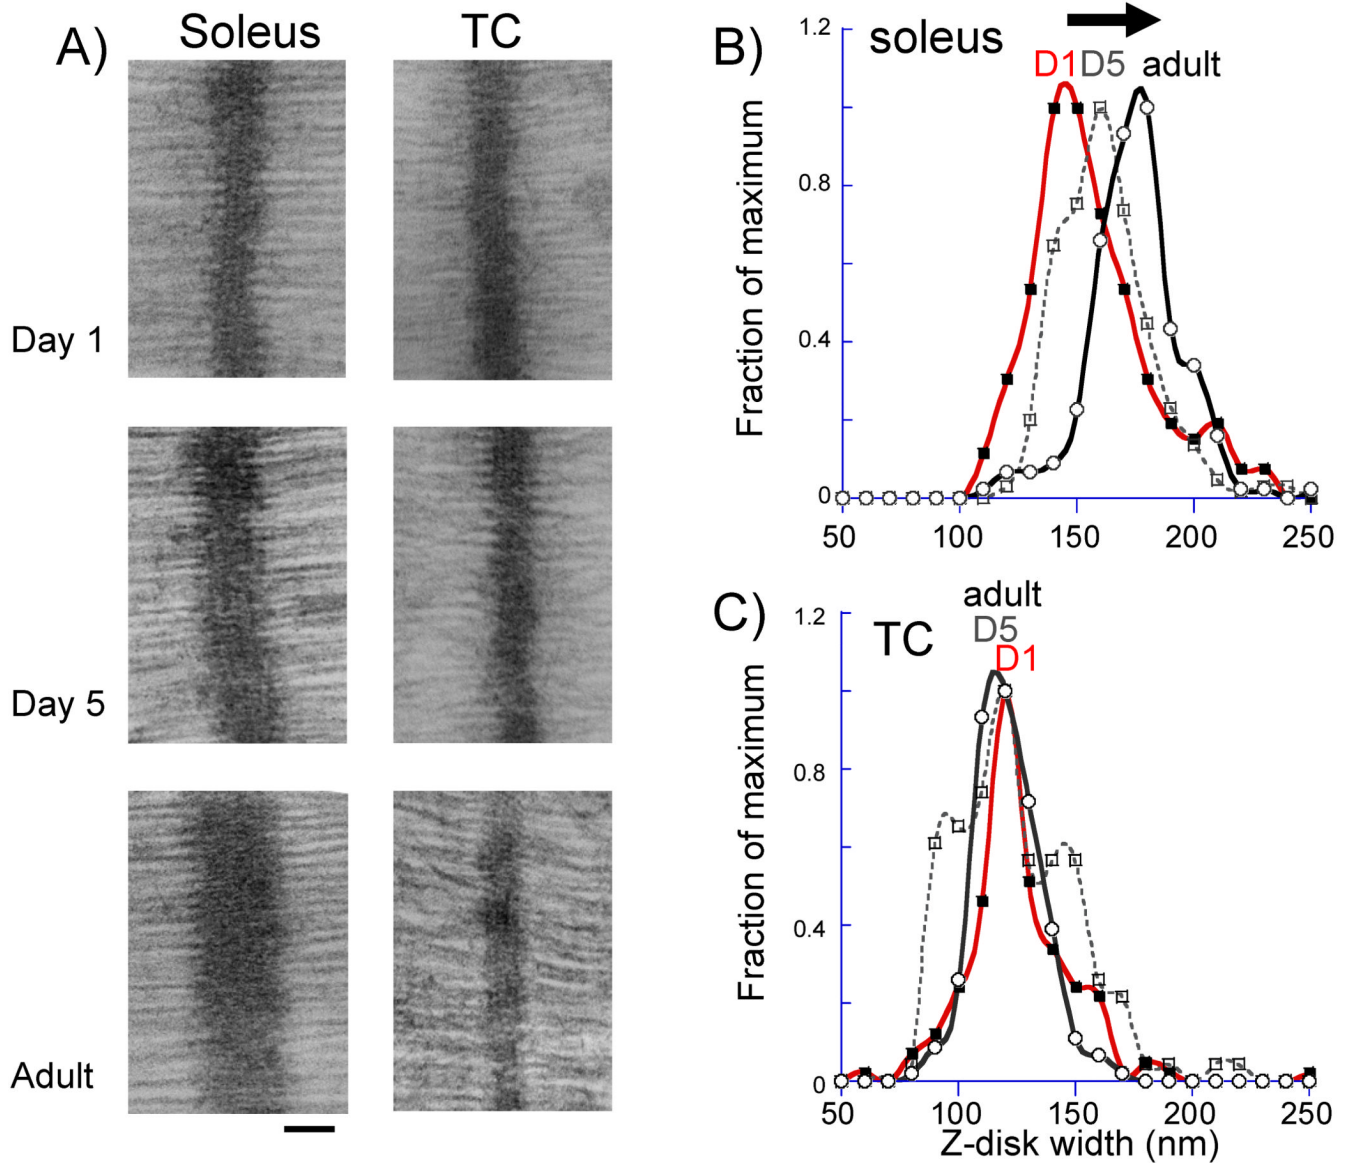 A)
Soleus
TC
Day 1
Day 5
Adult
B)
soleus
D1
D5
adult
1.2
0.8
0.4
0
Fraction of maximum
50
100
150
200
250
C)
TC
adult
D5
D1
1.2
0.8
0.4
0
Fraction of maximum
50
100
150
200
250
Z-disk width (nm)